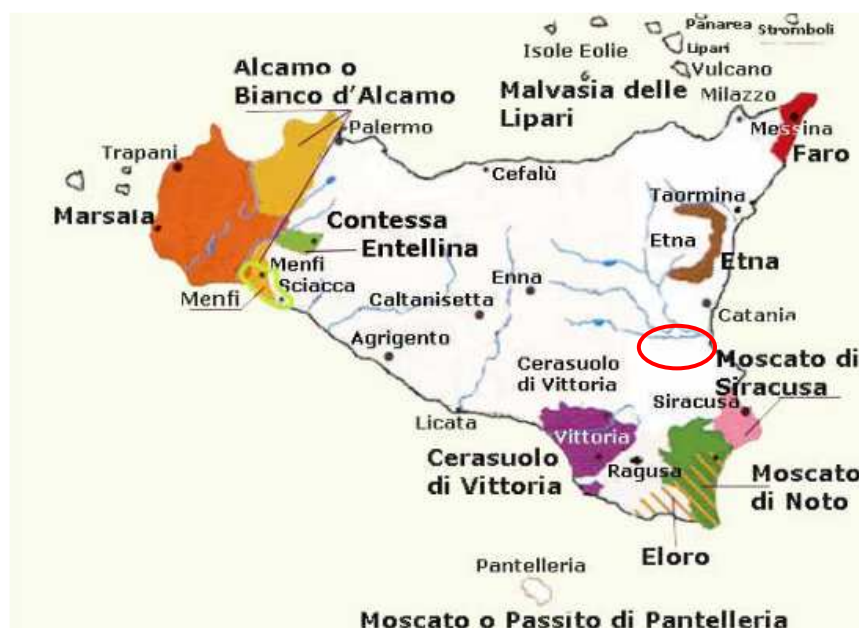 Panarea
Stromboli
Isole Eolie
Lipari
Vulcano
Alcamo o
Bianco d'Alcamo
Malvasia delle
Lipari
Milazzo
Palermo
Messina
Faro
Trapani
Cefalù
Taormina
Marsala
Contessa
Entellina
Etna
Etna
Menfi
Sciacca
Menfi
Enna
Caltanisetta
Catania
Agrigento
Cerasuolo
di Vittoria
Moscato di
Siracusa
Siracusa
Licata
Vittoria
Cerasuolo
di Vittoria
Ragusa
Moscato
di Noto
Eloro
Pantelleria
Moscato o Passito di Pantelleria